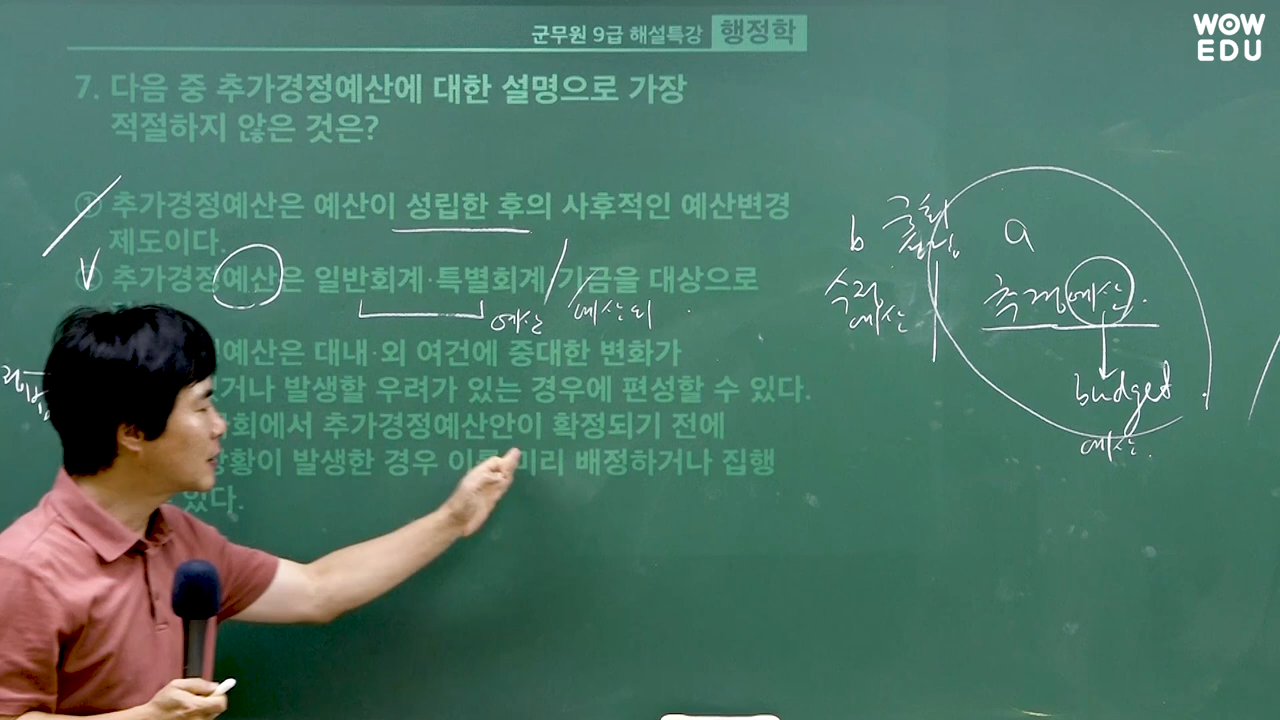 WOW
EDU
군무원 9급 해설특강 행정학
7. 다음 중 추가경정예산에 대한 설명으로 가장
적절하지 않은 것은?
① 추가경정예산은 예산이 성립한 후의 사후적인 예산변경
제도이다.
추가경정예산은 일반회계·특별회계 기금을 대상으로
예산 예산외
예산은 대내·외 여건에 중대한 변화가
거나 발생할 우려가 있는 경우에 편성할 수 있다.
회에서 추가경정예산안이 확정되기 전에
상황이 발생한 경우 미리 배정하거나 집행
있다.
b 국회 a
수정
예산
추경예산.
budget
예산.